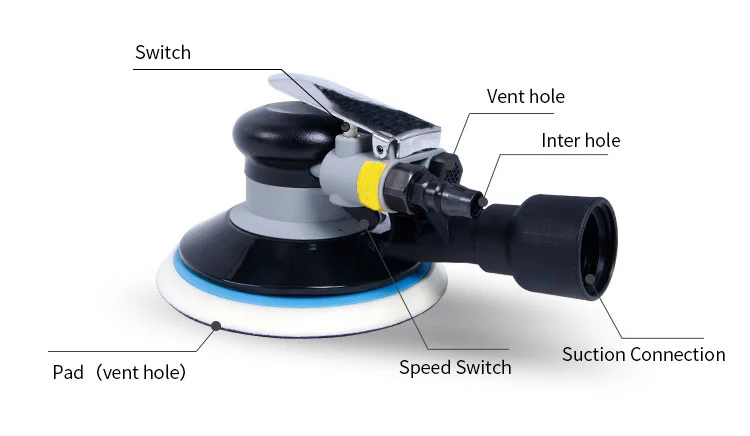 Switch
Vent hole
Inter hole
Suction Connection
Speed Switch
Pad（vent hole）